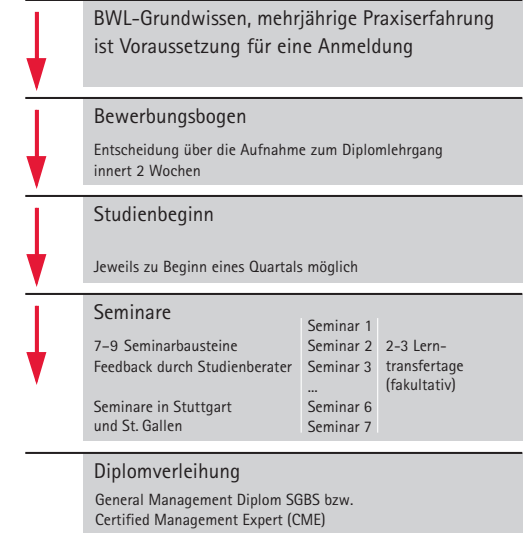 BWL-Grundwissen, mehrjährige Praxiserfahrung
ist Voraussetzung für eine Anmeldung
Bewerbungsbogen
Entscheidung über die Aufnahme zum Diplomlehrgang
innert 2 Wochen
Studienbeginn
Jeweils zu Beginn eines Quartals möglich
Seminare
7–9 Seminarbausteine
Feedback durch Studienberater
Seminare in Stuttgart
und St. Gallen
Seminar 1
Seminar 2
Seminar 3
...
Seminar 6
Seminar 7
2-3 Lern-
transfertage
(fakultativ)
Diplomverleihung
General Management Diplom SGBS bzw.
Certified Management Expert (CME)